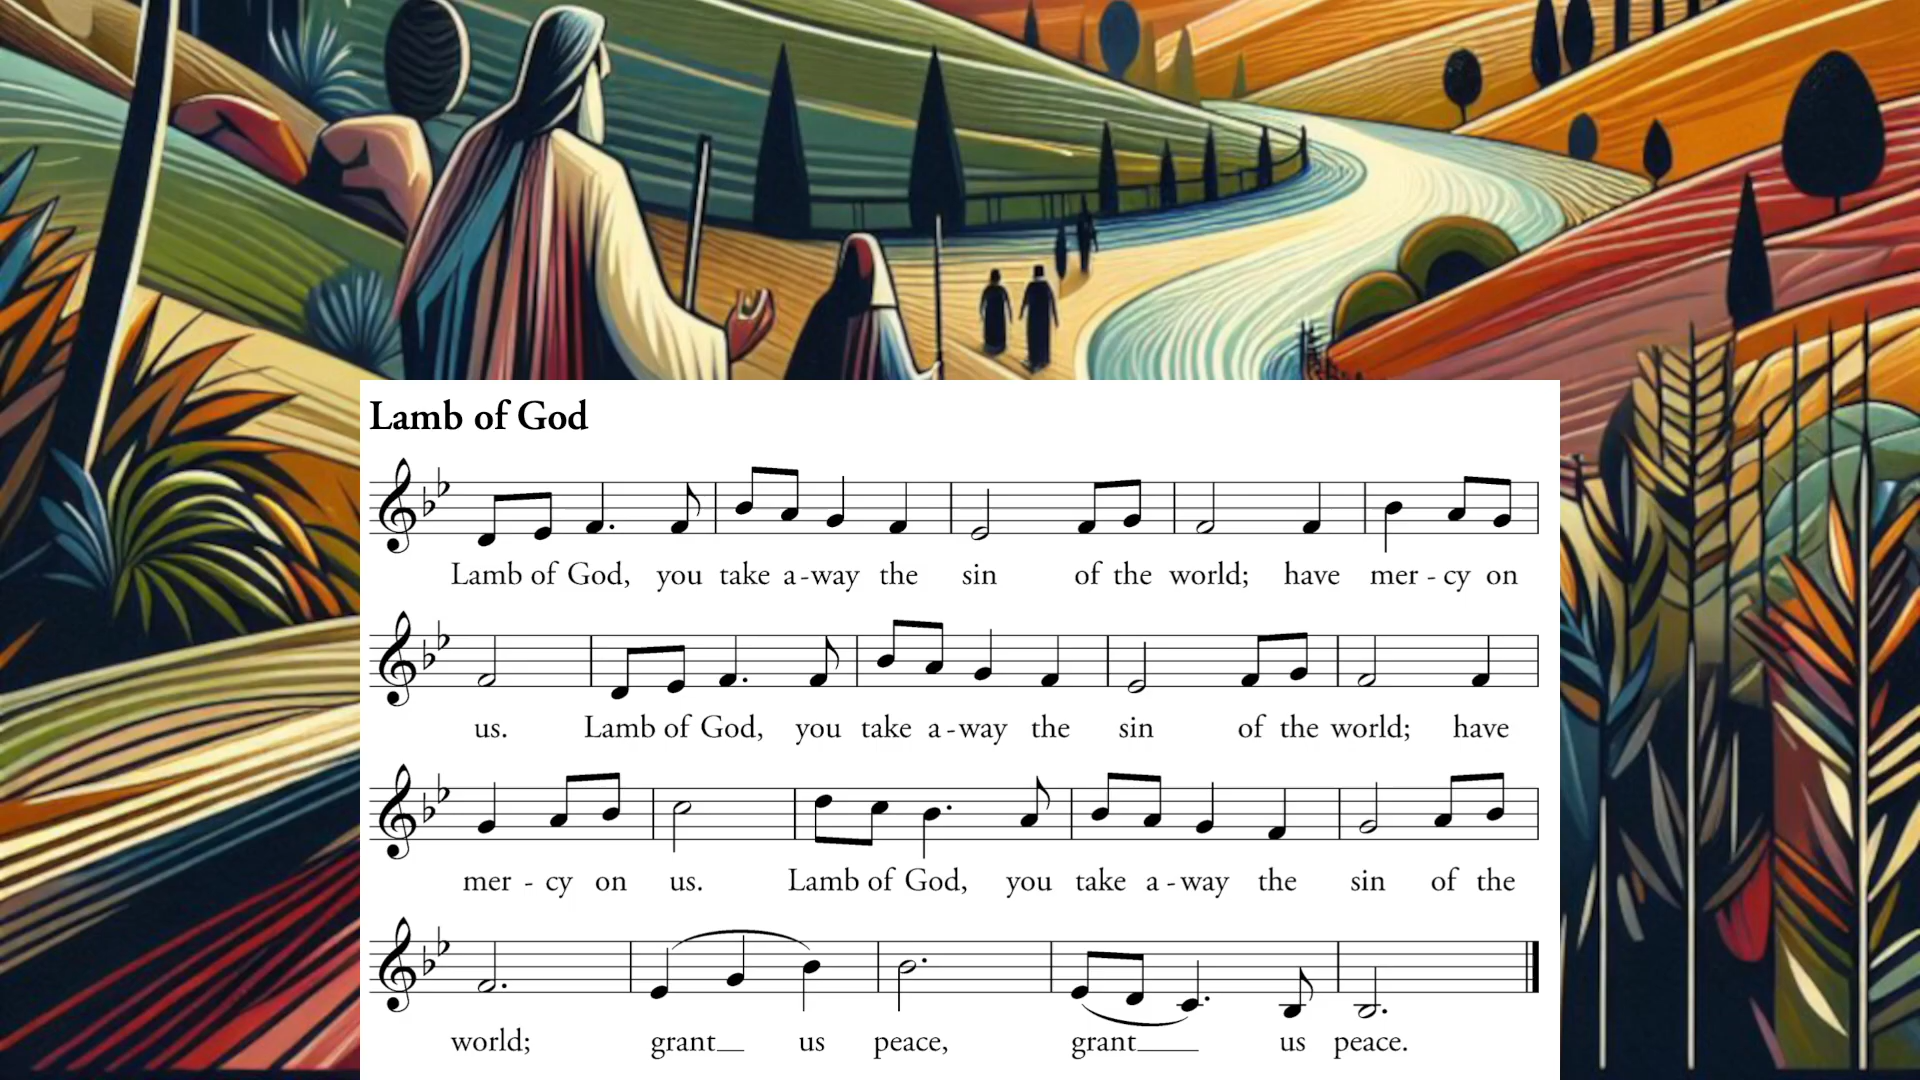 Lamb of God
Lamb of God, you take a-way the sin of the world; have mer - cy on
us. Lamb of God, you take a-way the sin of the world; have
mer - cy on us. Lamb of God, you take a-way the sin of the
world; grant us peace, grant us peace.